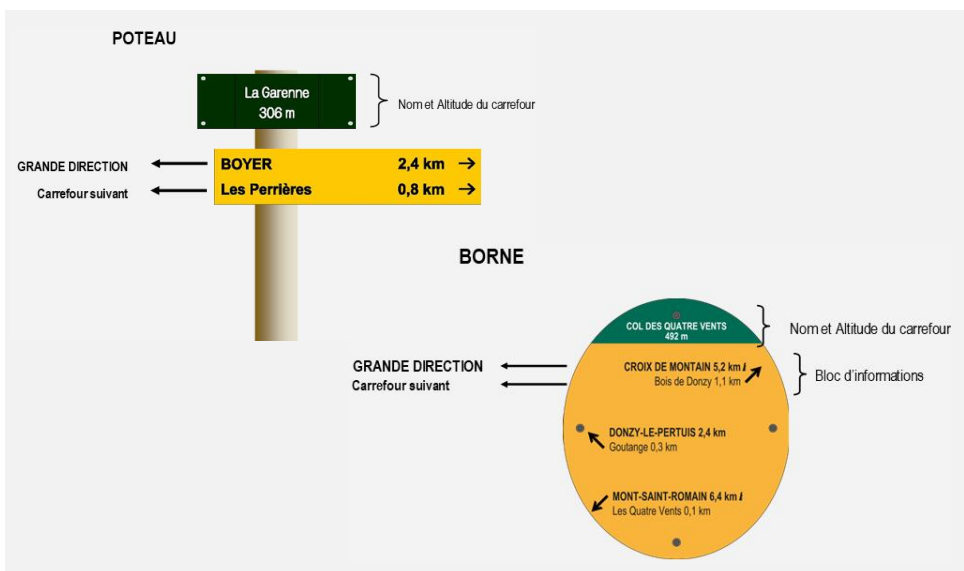 POTEAU
La Garenne
306 m
Nom et Altitude du carrefour
GRANDE DIRECTION
BOYER 2,4 km →
Carrefour suivant
Les Perrières 0,8 km →
BORNE
COL DES QUATRE VENTS
492 m
Nom et Altitude du carrefour
GRANDE DIRECTION
Carrefour suivant
CROIX DE MONTAIN 5,2 km i
Bois de Donzy 1,1 km
Bloc d'informations
DONZY-LE-PERTUIS 2,4 km
Goutange 0,3 km
MONT-SAINT-ROMAIN 6,4 km i
Les Quatre Vents 0,1 km